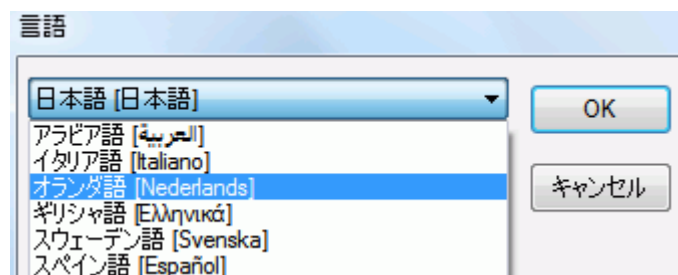 言語
日本語 [日本語]
OK
アラビア語 [العربية]
イタリア語 [Italiano]
オランダ語 [Nederlands]
キャンセル
ギリシャ語 [Ελληνικά]
スウェーデン語 [Svenska]
スペイン語 [Español]